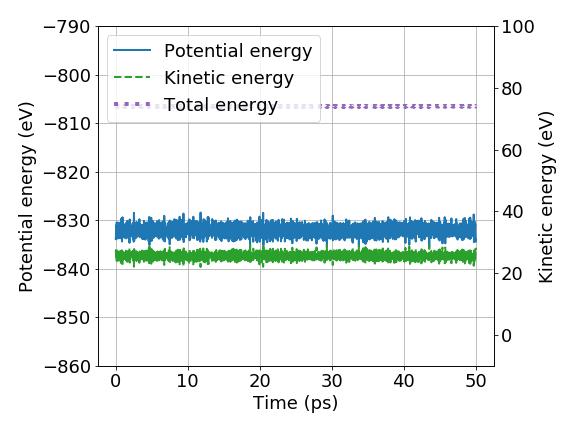 −790
−800
−810
−820
−830
−840
−850
−860
Potential energy (eV)
Potential energy
Kinetic energy
Total energy
100
80
60
40
20
0
Kinetic energy (eV)
0 10 20 30 40 50
Time (ps)